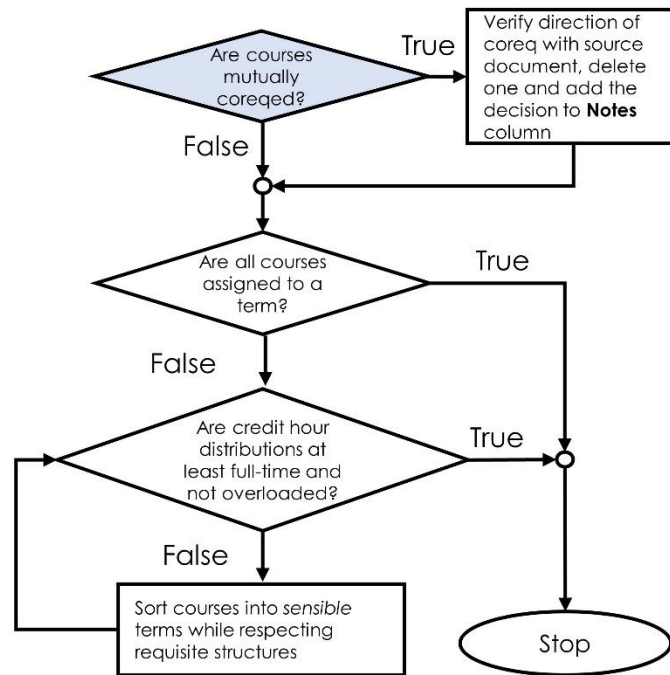 Are courses
mutually
coreqed?
True
Verify direction of
coreq with source
document, delete
one and add the
decision to Notes
column
False
Are all courses
assigned to a
term?
True
False
Are credit hour
distributions at
least full-time and
not overloaded?
True
False
Sort courses into sensible
terms while respecting
requisite structures
Stop